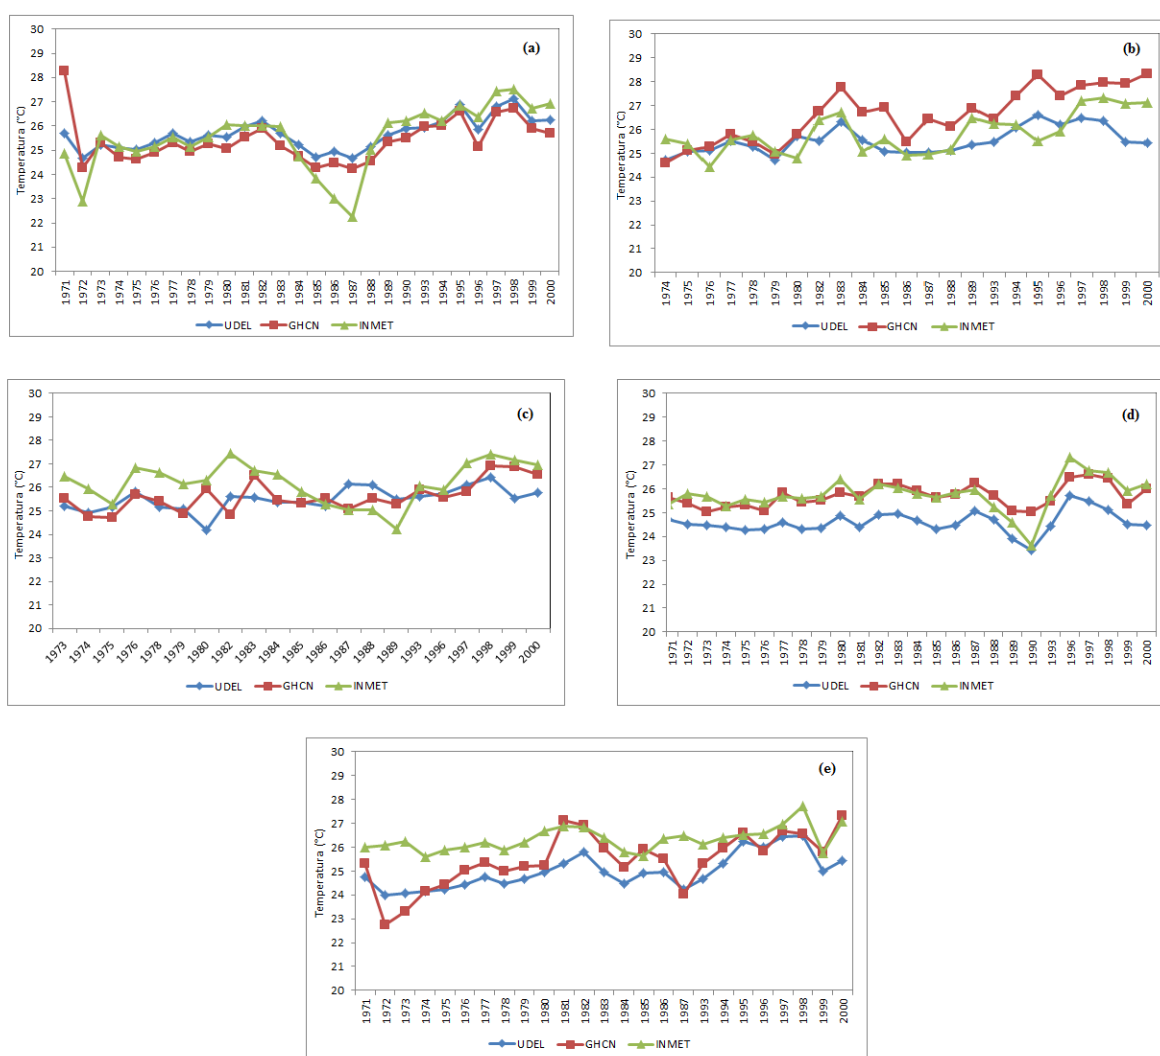 (a)
Temperatura (°C)
30
29
28
27
26
25
24
23
22
21
20
1971 1972 1973 1974 1975 1976 1977 1978 1979 1980 1981 1982 1983 1984 1985 1986 1987 1988 1989 1990 1993 1994 1995 1996 1997 1998 1999 2000
UDEL GHCN INMET
(b)
Temperatura (°C)
30
29
28
27
26
25
24
23
22
21
20
1974 1975 1976 1977 1978 1979 1980 1982 1983 1984 1985 1986 1987 1988 1989 1993 1994 1995 1996 1997 1998 1999 2000
UDEL GHCN INMET
(c)
Temperatura (°C)
30
29
28
27
26
25
24
23
22
21
20
1973 1974 1975 1976 1978 1979 1980 1982 1983 1984 1985 1986 1987 1988 1989 1993 1996 1997 1998 1999 2000
UDEL GHCN INMET
(d)
Temperatura (°C)
30
29
28
27
26
25
24
23
22
21
20
1971 1972 1973 1974 1975 1976 1977 1978 1979 1980 1981 1982 1983 1984 1985 1986 1987 1988 1989 1990 1993 1996 1997 1998 1999 2000
UDEL GHCN INMET
(e)
Temperatura (°C)
30
29
28
27
26
25
24
23
22
21
20
1971 1972 1973 1974 1975 1976 1977 1978 1979 1980 1981 1982 1983 1984 1985 1986 1987 1993 1994 1995 1996 1997 1998 1999 2000
UDEL GHCN INMET